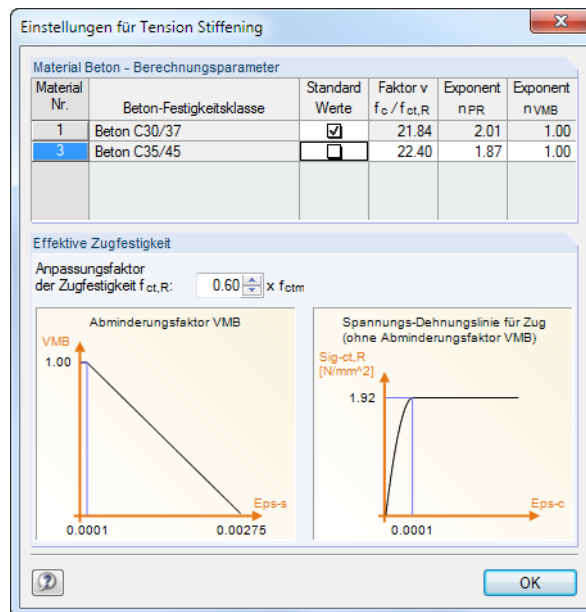 Einstellungen für Tension Stiffening
Material Beton - Berechnungsparameter
Material Nr. Beton-Festigkeitsklasse Standard Werte Faktor v fc / fct,R Exponent nPR Exponent nVMB
1 Beton C30/37 21.84 2.01 1.00
3 Beton C35/45 22.40 1.87 1.00
Effektive Zugfestigkeit
Anpassungsfaktor
der Zugfestigkeit fct,R: 0.60 x fctm
Abminderungsfaktor VMB
VMB
1.00
Eps-s
0.0001 0.00275
Spannungs-Dehnungslinie für Zug
(ohne Abminderungsfaktor VMB)
Sig-ct,R
[N/mm^2]
1.92
Eps-c
0.0001
OK